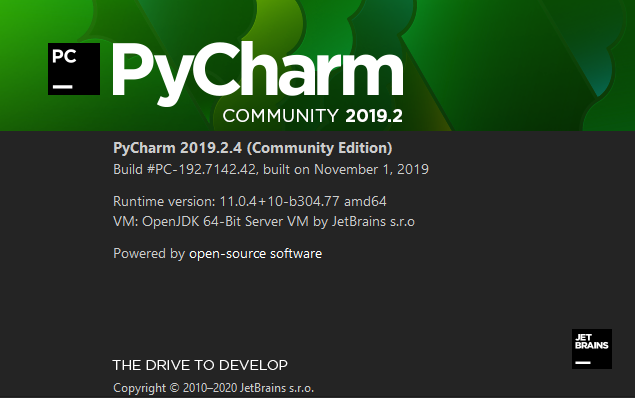 PC
PyCharm
COMMUNITY 2019.2
PyCharm 2019.2.4 (Community Edition)
Build #PC-192.7142.42, built on November 1, 2019
Runtime version: 11.0.4+10-b304.77 amd64
VM: OpenJDK 64-Bit Server VM by JetBrains s.r.o
Powered by open-source software
JET
BRAINS
THE DRIVE TO DEVELOP
Copyright © 2010–2020 JetBrains s.r.o.